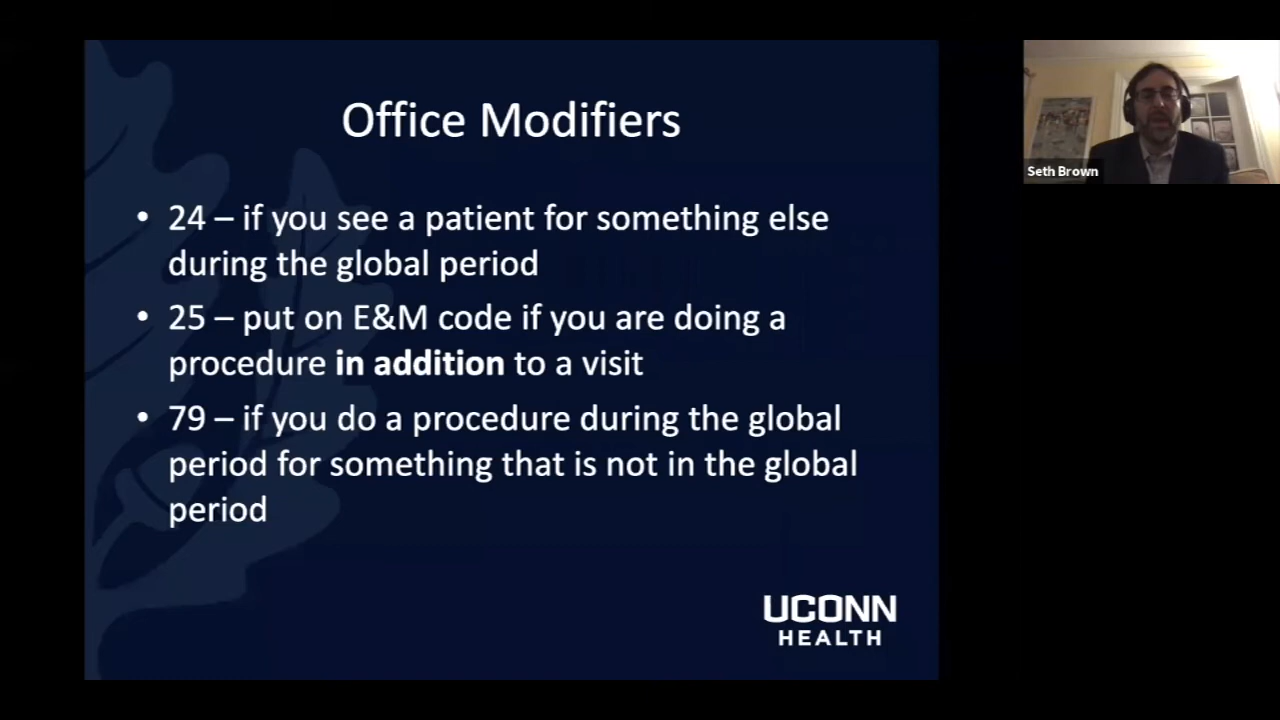 Office Modifiers
• 24 – if you see a patient for something else
during the global period
• 25 – put on E&M code if you are doing a
procedure in addition to a visit
• 79 – if you do a procedure during the global
period for something that is not in the global
period
UCONN
HEALTH
Seth Brown